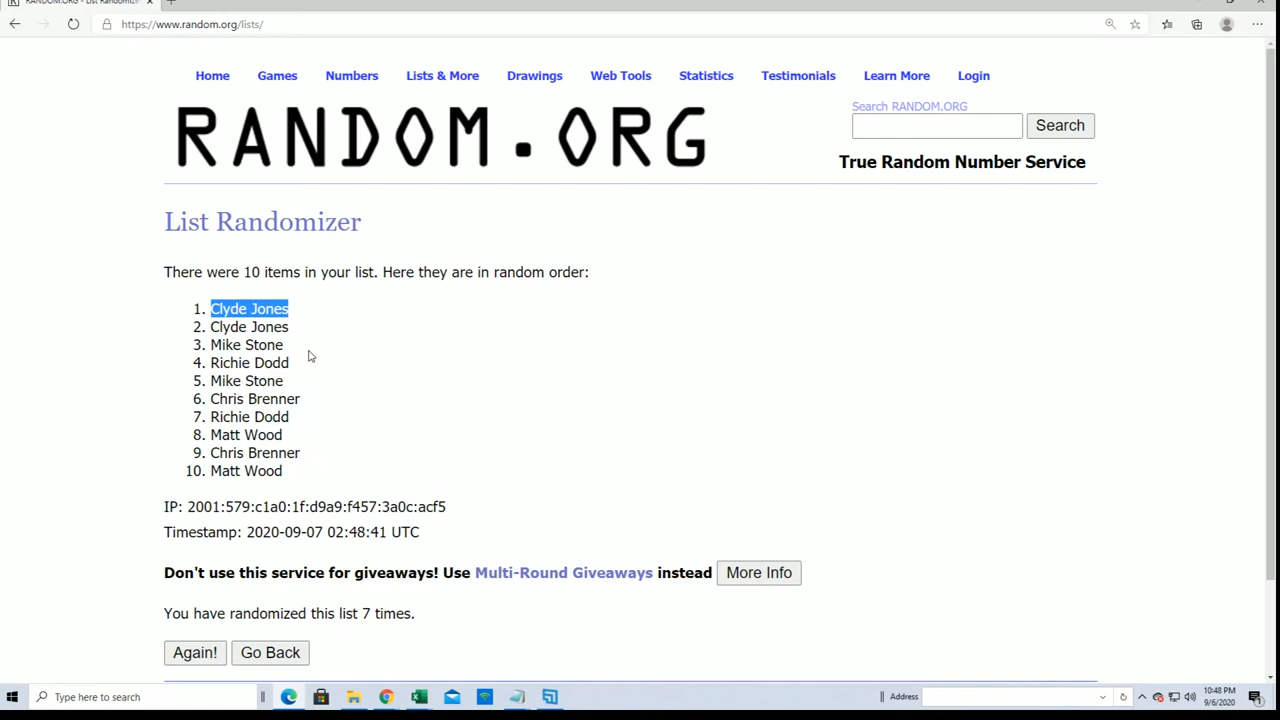 RANDOM.ORG - List Randomizer
https://www.random.org/lists/
Home Games Numbers Lists & More Drawings Web Tools Statistics Testimonials Learn More Login
RANDOM.ORG
Search RANDOM.ORG
Search
True Random Number Service
List Randomizer
There were 10 items in your list. Here they are in random order:
1. Clyde Jones
2. Clyde Jones
3. Mike Stone
4. Richie Dodd
5. Mike Stone
6. Chris Brenner
7. Richie Dodd
8. Matt Wood
9. Chris Brenner
10. Matt Wood
IP: 2001:579:c1a0:1f:d9a9:f457:3a0c:acf5
Timestamp: 2020-09-07 02:48:41 UTC
Don't use this service for giveaways! Use Multi-Round Giveaways instead More Info
You have randomized this list 7 times.
Again! Go Back
Type here to search
Address
10:48 PM
9/6/2020